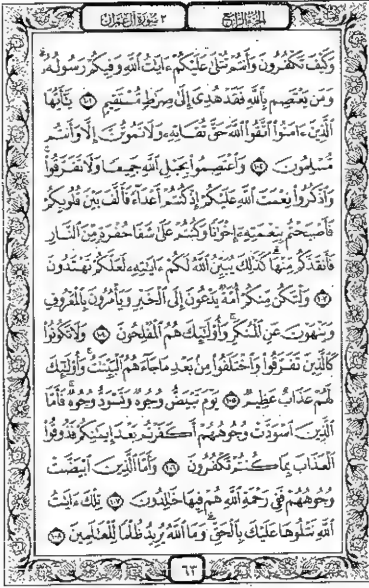 الجزء الرابع
٣ سورة آل عمران
وَكَيْفَ تَكْفُرُونَ وَأَنتُمْ تُتْلَىٰ عَلَيْكُمْ ءَايَٰتُ ٱللَّهِ وَفِيكُمْ رَسُولُهُۥ
وَمَن يَعْتَصِم بِٱللَّهِ فَقَدْ هُدِىَ إِلَىٰ صِرَٰطٍ مُّسْتَقِيمٍ ١٠١ يَٰٓأَيُّهَا
ٱلَّذِينَ ءَامَنُوا۟ ٱتَّقُوا۟ ٱللَّهَ حَقَّ تُقَاتِهِۦ وَلَا تَمُوتُنَّ إِلَّا وَأَنتُم
مُّسْلِمُونَ ١٠٢ وَٱعْتَصِمُوا۟ بِحَبْلِ ٱللَّهِ جَمِيعًا وَلَا تَفَرَّقُوا۟
وَٱذْكُرُوا۟ نِعْمَتَ ٱللَّهِ عَلَيْكُمْ إِذْ كُنتُمْ أَعْدَآءً فَأَلَّفَ بَيْنَ قُلُوبِكُمْ
فَأَصْبَحْتُم بِنِعْمَتِهِۦٓ إِخْوَٰنًا وَكُنتُمْ عَلَىٰ شَفَا حُفْرَةٍ مِّنَ ٱلنَّارِ
فَأَنقَذَكُم مِّنْهَا كَذَٰلِكَ يُبَيِّنُ ٱللَّهُ لَكُمْ ءَايَٰتِهِۦ لَعَلَّكُمْ تَهْتَدُونَ
١٠٣ وَلْتَكُن مِّنكُمْ أُمَّةٌ يَدْعُونَ إِلَى ٱلْخَيْرِ وَيَأْمُرُونَ بِٱلْمَعْرُوفِ
وَيَنْهَوْنَ عَنِ ٱلْمُنكَرِ وَأُو۟لَٰٓئِكَ هُمُ ٱلْمُفْلِحُونَ ١٠٤ وَلَا تَكُونُوا۟
كَٱلَّذِينَ تَفَرَّقُوا۟ وَٱخْتَلَفُوا۟ مِنۢ بَعْدِ مَا جَآءَهُمُ ٱلْبَيِّنَٰتُ وَأُو۟لَٰٓئِكَ
لَهُمْ عَذَابٌ عَظِيمٌ ١٠٥ يَوْمَ تَبْيَضُّ وُجُوهٌ وَتَسْوَدُّ وُجُوهٌ فَأَمَّا
ٱلَّذِينَ ٱسْوَدَّتْ وُجُوهُهُمْ أَكَفَرْتُم بَعْدَ إِيمَٰنِكُمْ فَذُوقُوا۟
ٱلْعَذَابَ بِمَا كُنتُمْ تَكْفُرُونَ ١٠٦ وَأَمَّا ٱلَّذِينَ ٱبْيَضَّتْ
وُجُوهُهُمْ فَفِى رَحْمَةِ ٱللَّهِ هُمْ فِيهَا خَٰلِدُونَ ١٠٧ تِلْكَ ءَايَٰتُ
ٱللَّهِ نَتْلُوهَا عَلَيْكَ بِٱلْحَقِّ وَمَا ٱللَّهُ يُرِيدُ ظُلْمًا لِّلْعَٰلَمِينَ ١٠٨
٦٣